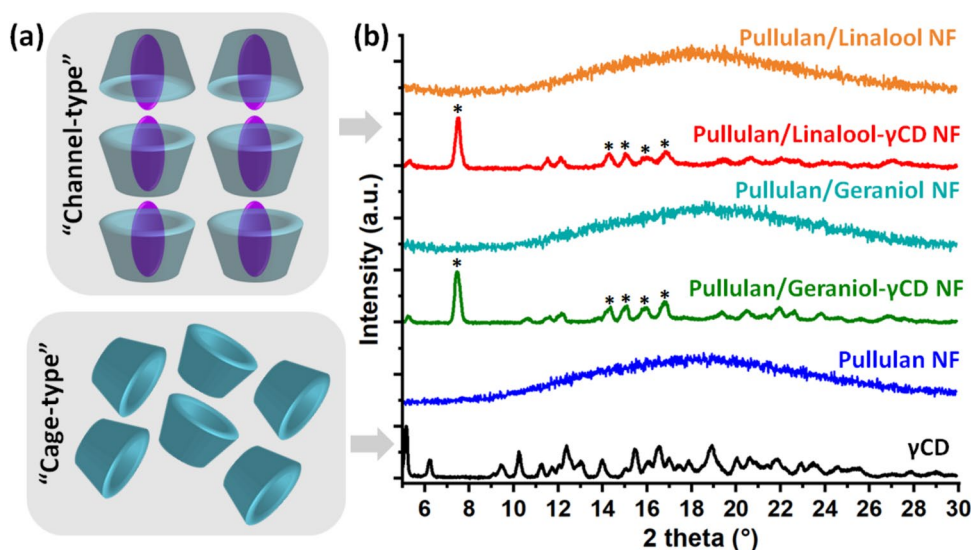 (a)
“Channel-type”
“Cage-type”
(b)
Intensity (a.u.)
Pullulan/Linalool NF
*
* * * *
Pullulan/Linalool-γCD NF
Pullulan/Geraniol NF
*
* * * *
Pullulan/Geraniol-γCD NF
Pullulan NF
γCD
6 8 10 12 14 16 18 20 22 24 26 28 30
2 theta (°)